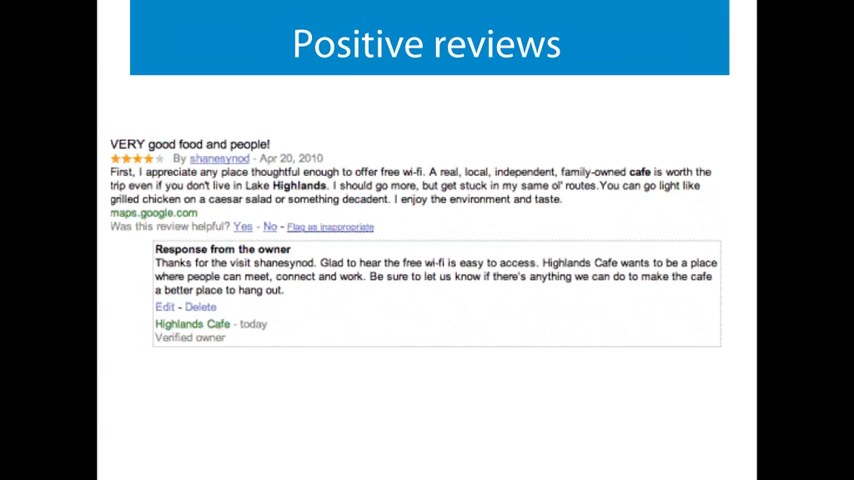 Positive reviews
VERY good food and people!
By shanesynod - Apr 20, 2010
First, I appreciate any place thoughtful enough to offer free wi-fi. A real, local, independent, family-owned cafe is worth the
trip even if you don't live in Lake Highlands. I should go more, but get stuck in my same ol' routes.You can go light like
grilled chicken on a caesar salad or something decadent. I enjoy the environment and taste.
maps.google.com
Was this review helpful? Yes - No - Flag as inappropriate
Response from the owner
Thanks for the visit shanesynod. Glad to hear the free wi-fi is easy to access. Highlands Cafe wants to be a place
where people can meet, connect and work. Be sure to let us know if there's anything we can do to make the cafe
a better place to hang out.
Edit - Delete
Highlands Cafe - today
Verified owner